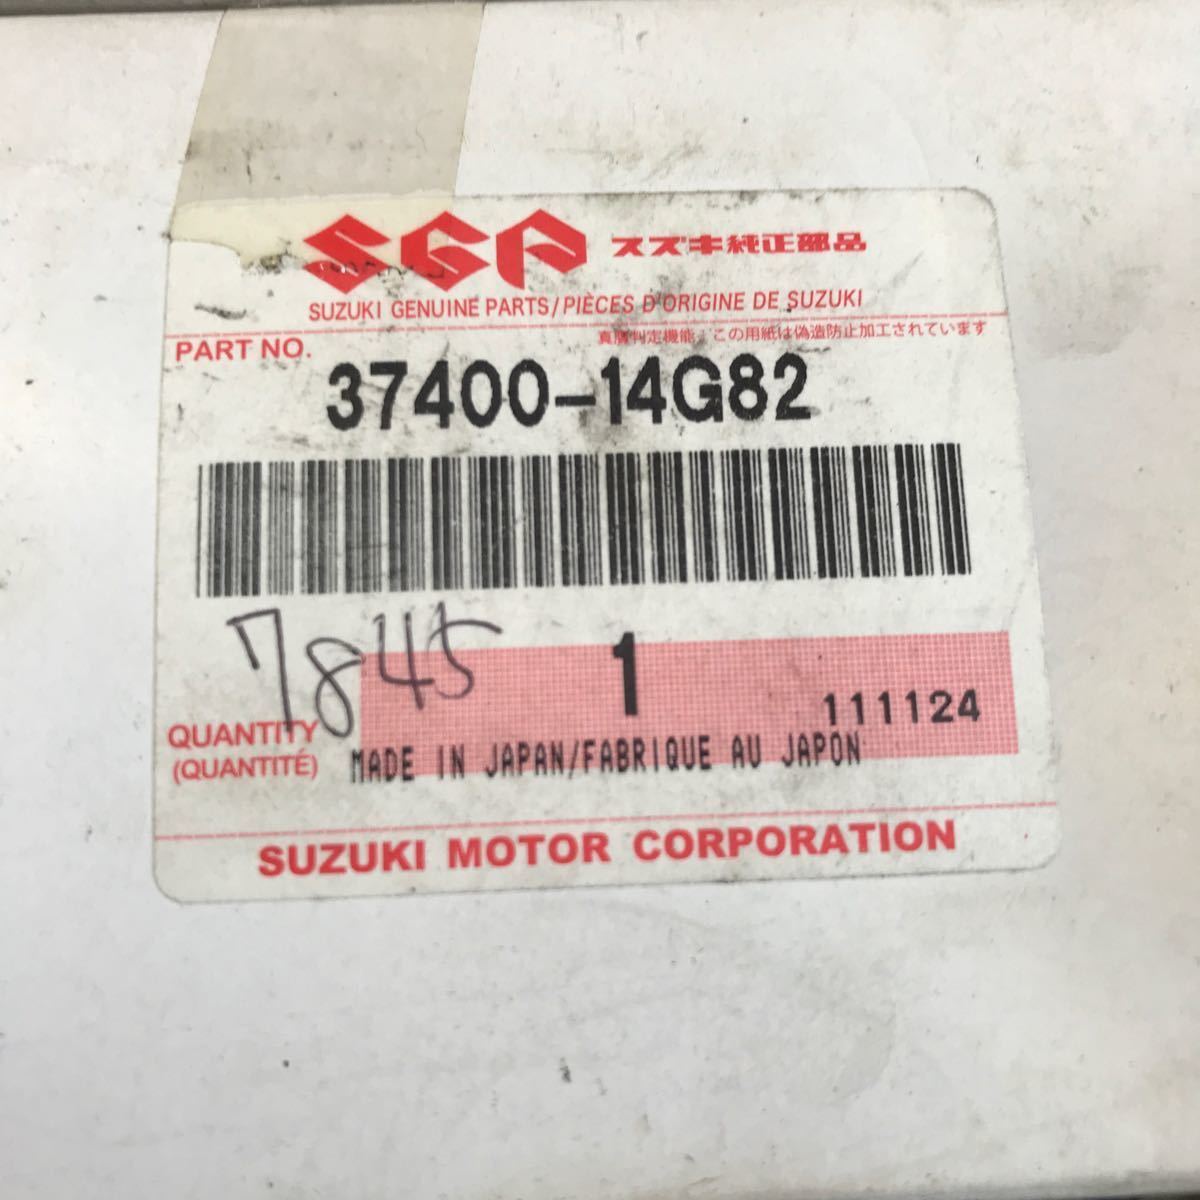 SGP スズキ純正部品
SUZUKI GENUINE PARTS/PIÈCES D'ORIGINE DE SUZUKI
真贋判定機能：この用紙は偽造防止加工されています
PART NO.
37400-14G82
7845
1
111124
QUANTITY
(QUANTITÉ)
MADE IN JAPAN/FABRIQUE AU JAPON
SUZUKI MOTOR CORPORATION